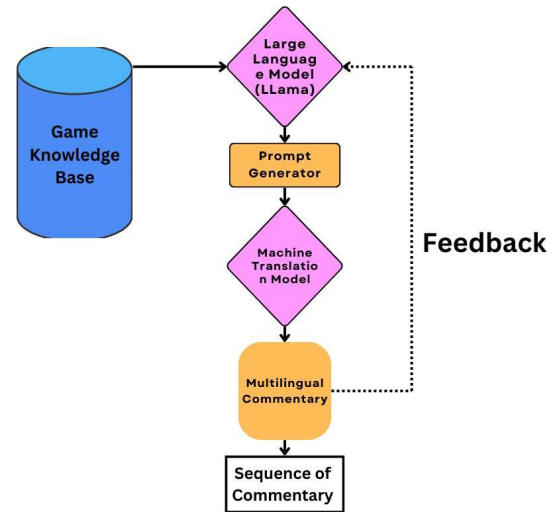 Large
Languag
e Model
(LLama)
Game
Knowledge
Base
Prompt
Generator
Machine
Translatio
n Model
Feedback
Multilingual
Commentary
Sequence of
Commentary